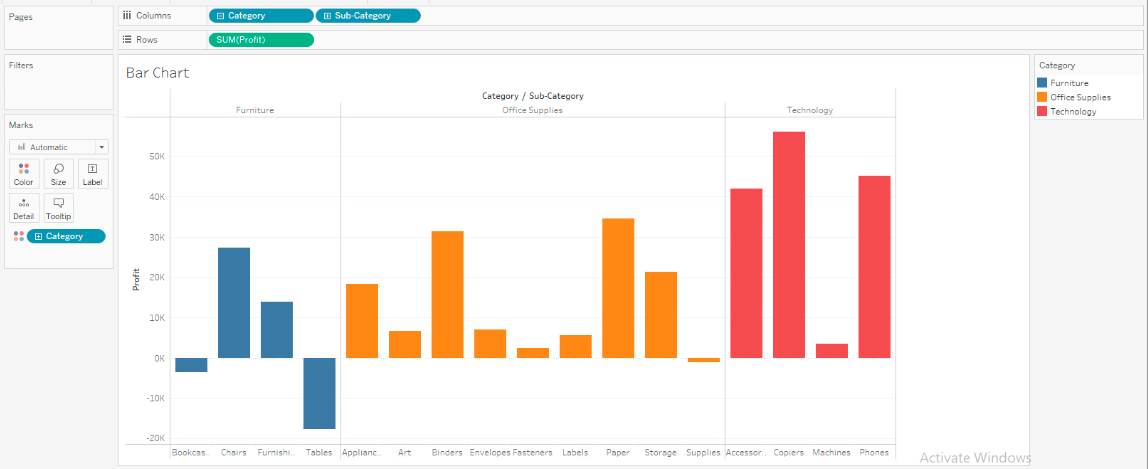 Pages
Columns
Category
Sub-Category
Rows
SUM(Profit)
Filters
Marks
Automatic
Color
Size
Label
Detail
Tooltip
Category
Bar Chart
Category / Sub-Category
Furniture
Office Supplies
Technology
Profit
50K
40K
30K
20K
10K
0K
-10K
-20K
Bookcas..
Chairs
Furnishi..
Tables
Applianc..
Art
Binders
Envelopes
Fasteners
Labels
Paper
Storage
Supplies
Accessor..
Copiers
Machines
Phones
Category
Furniture
Office Supplies
Technology
Activate Windows